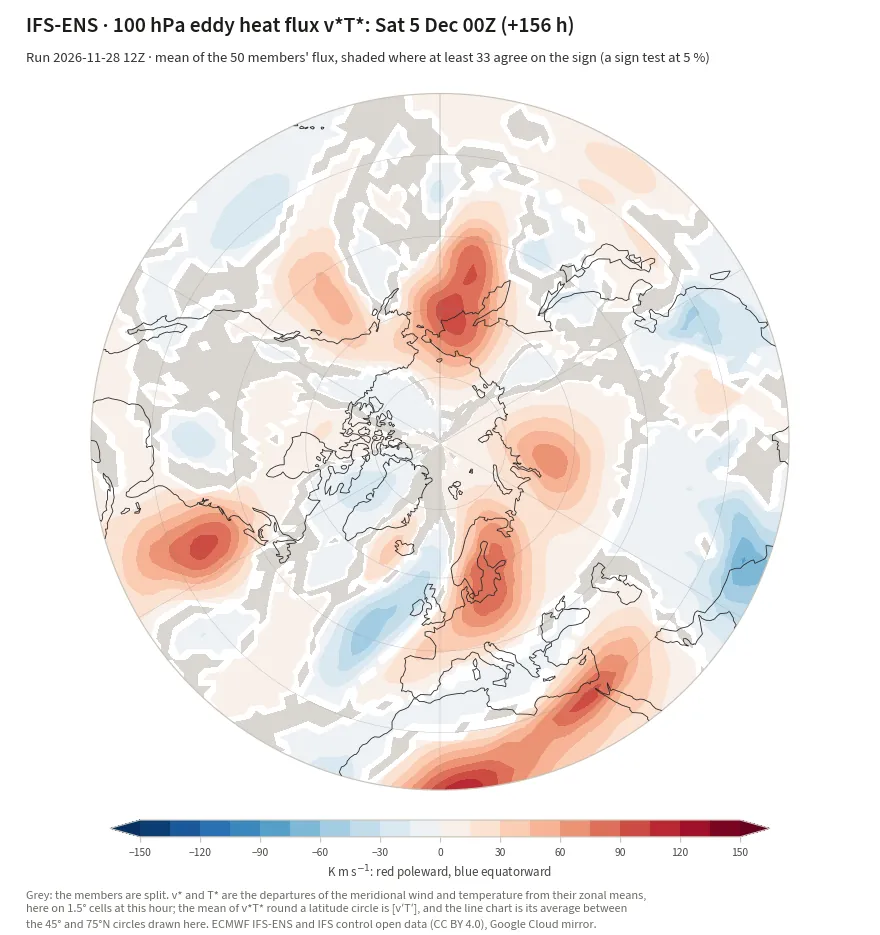 IFS-ENS · 100 hPa eddy heat flux v*T*: Sat 5 Dec 00Z (+156 h)
Run 2026-11-28 12Z · mean of the 50 members' flux, shaded where at least 33 agree on the sign (a sign test at 5 %)
−150 −120 −90 −60 −30 0 30 60 90 120 150
K m s⁻¹: red poleward, blue equatorward
Grey: the members are split. v* and T* are the departures of the meridional wind and temperature from their zonal means,
here on 1.5° cells at this hour; the mean of v*T* round a latitude circle is [v'T'], and the line chart is its average between
the 45° and 75°N circles drawn here. ECMWF IFS-ENS and IFS control open data (CC BY 4.0), Google Cloud mirror.